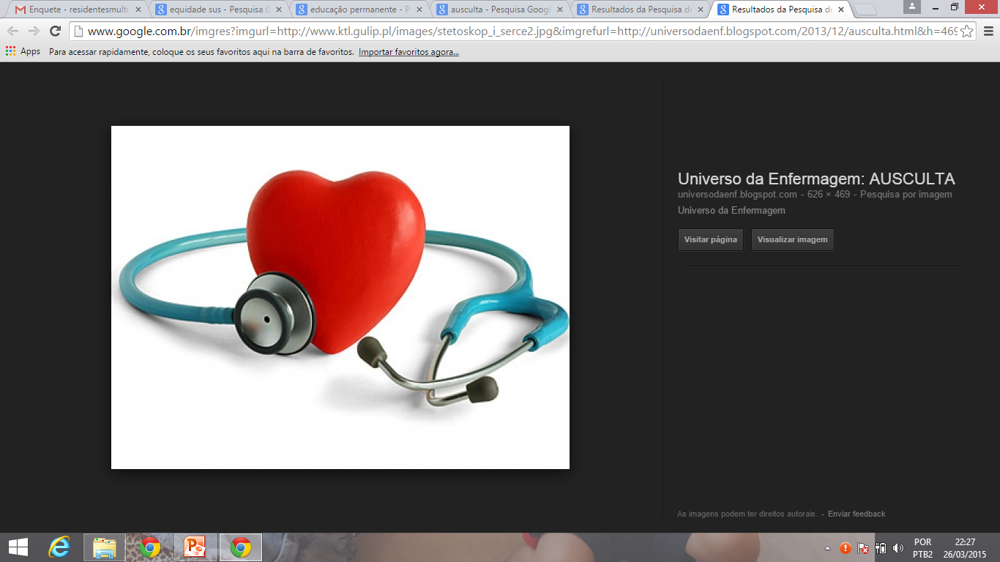 Enquete - residentesmulti
equidade sus - Pesquisa G
educação permanente - P
ausculta - Pesquisa Googl
Resultados da Pesquisa de
Resultados da Pesquisa de
www.google.com.br/imgres?imgurl=http://www.ktl.gulip.pl/images/stetoskop_i_serce2.jpg&imgrefurl=http://universodaenf.blogspot.com/2013/12/ausculta.html&h=469
Apps Para acessar rapidamente, coloque os seus favoritos aqui na barra de favoritos. Importar favoritos agora...
Universo da Enfermagem: AUSCULTA
universodaenf.blogspot.com - 626 × 469 - Pesquisa por imagem
Universo da Enfermagem
Visitar página Visualizar imagem
As imagens podem ter direitos autorais. - Enviar feedback
POR 22:27
PTB2 26/03/2015